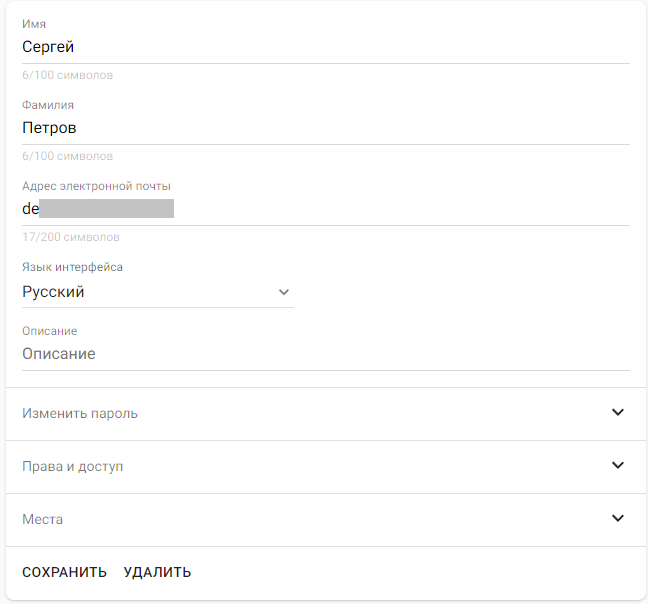 Имя
Сергей
6/100 символов
Фамилия
Петров
6/100 символов
Адрес электронной почты
de
17/200 символов
Язык интерфейса
Русский
Описание
Описание
Изменить пароль
Права и доступ
Места
СОХРАНИТЬ УДАЛИТЬ